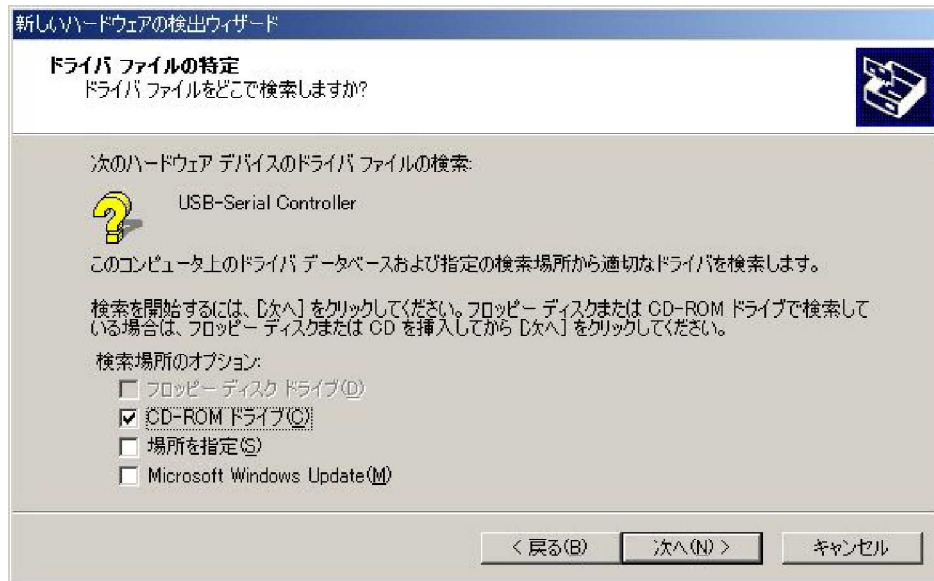 新しいハードウェアの検出ウィザード
ドライバ ファイルの特定
ドライバ ファイルをどこで検索しますか?
次のハードウェア デバイスのドライバ ファイルの検索:
USB-Serial Controller
このコンピュータ上のドライバ データベースおよび指定の検索場所から適切なドライバを検索します。
検索を開始するには、[次へ] をクリックしてください。フロッピー ディスクまたは CD-ROM ドライブで検索して
いる場合は、フロッピー ディスクまたは CD を挿入してから [次へ] をクリックしてください。
検索場所のオプション:
フロッピー ディスク ドライブ(D)
CD-ROM ドライブ(C)
場所を指定(S)
Microsoft Windows Update(M)
< 戻る(B) 次へ(N) > キャンセル